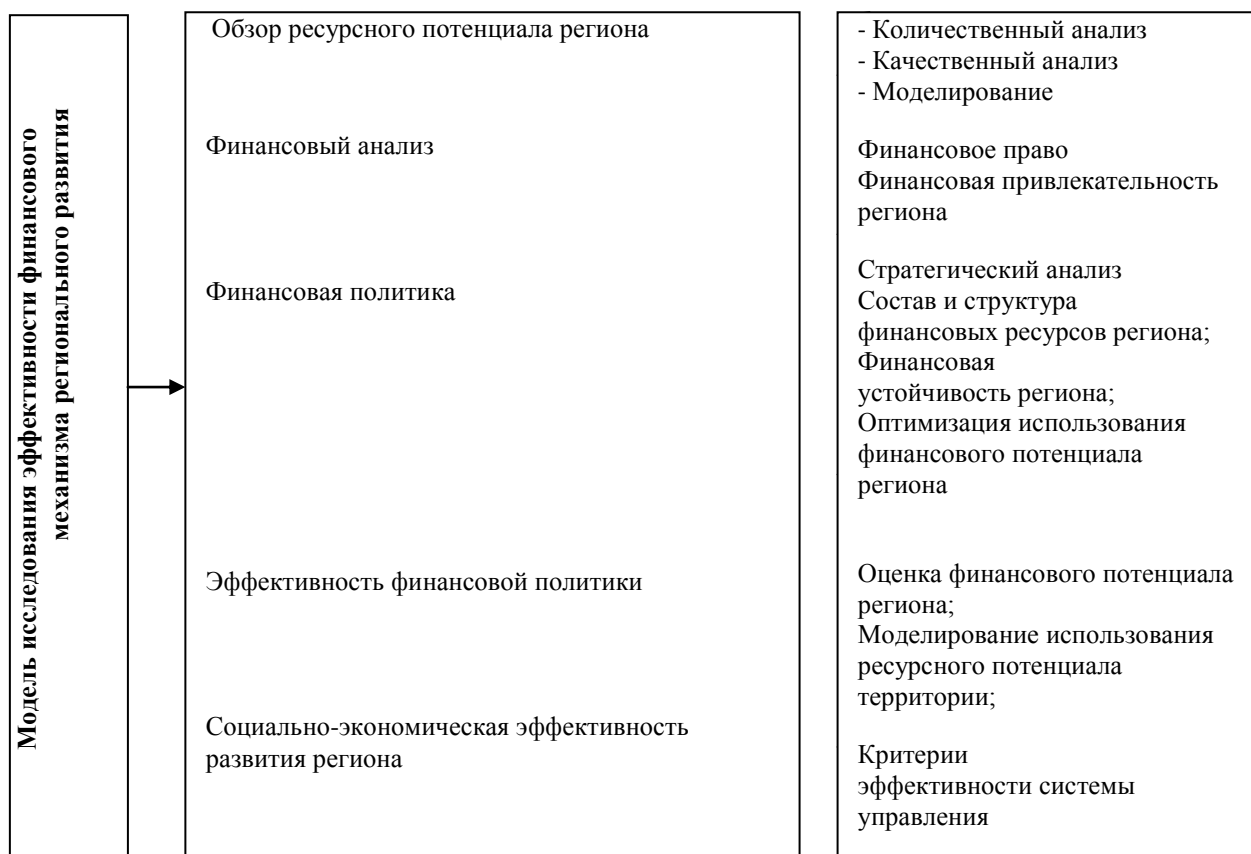 Модель исследования эффективности финансового
механизма регионального развития
Обзор ресурсного потенциала региона
Финансовый анализ
Финансовая политика
Эффективность финансовой политики
Социально-экономическая эффективность
развития региона
- Количественный анализ
- Качественный анализ
- Моделирование
Финансовое право
Финансовая привлекательность
региона
Стратегический анализ
Состав и структура
финансовых ресурсов региона;
Финансовая
устойчивость региона;
Оптимизация использования
финансового потенциала
региона
Оценка финансового потенциала
региона;
Моделирование использования
ресурсного потенциала
территории;
Критерии
эффективности системы
управления